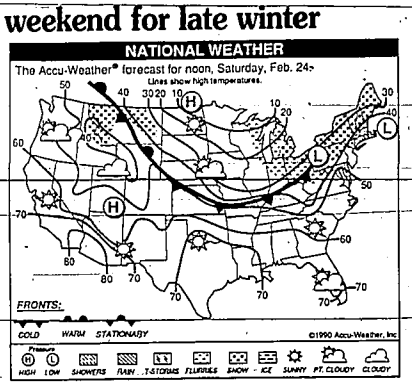 weekend for late winter
NATIONAL WEATHER
The Accu-Weather® forecast for noon, Saturday, Feb. 24.
Lines show high temperatures.
50
40
30 20
10
H
10
20
30
40
L
60
40
L
50
H
70
60
80
80
70
70
70
70
70
FRONTS:
COLD WARM STATIONARY
©1990 Accu-Weather, Inc
Pressure
H L
HIGH LOW SHOWERS RAIN T-STORMS FLURRIES SNOW ICE SUNNY PT. CLOUDY CLOUDY